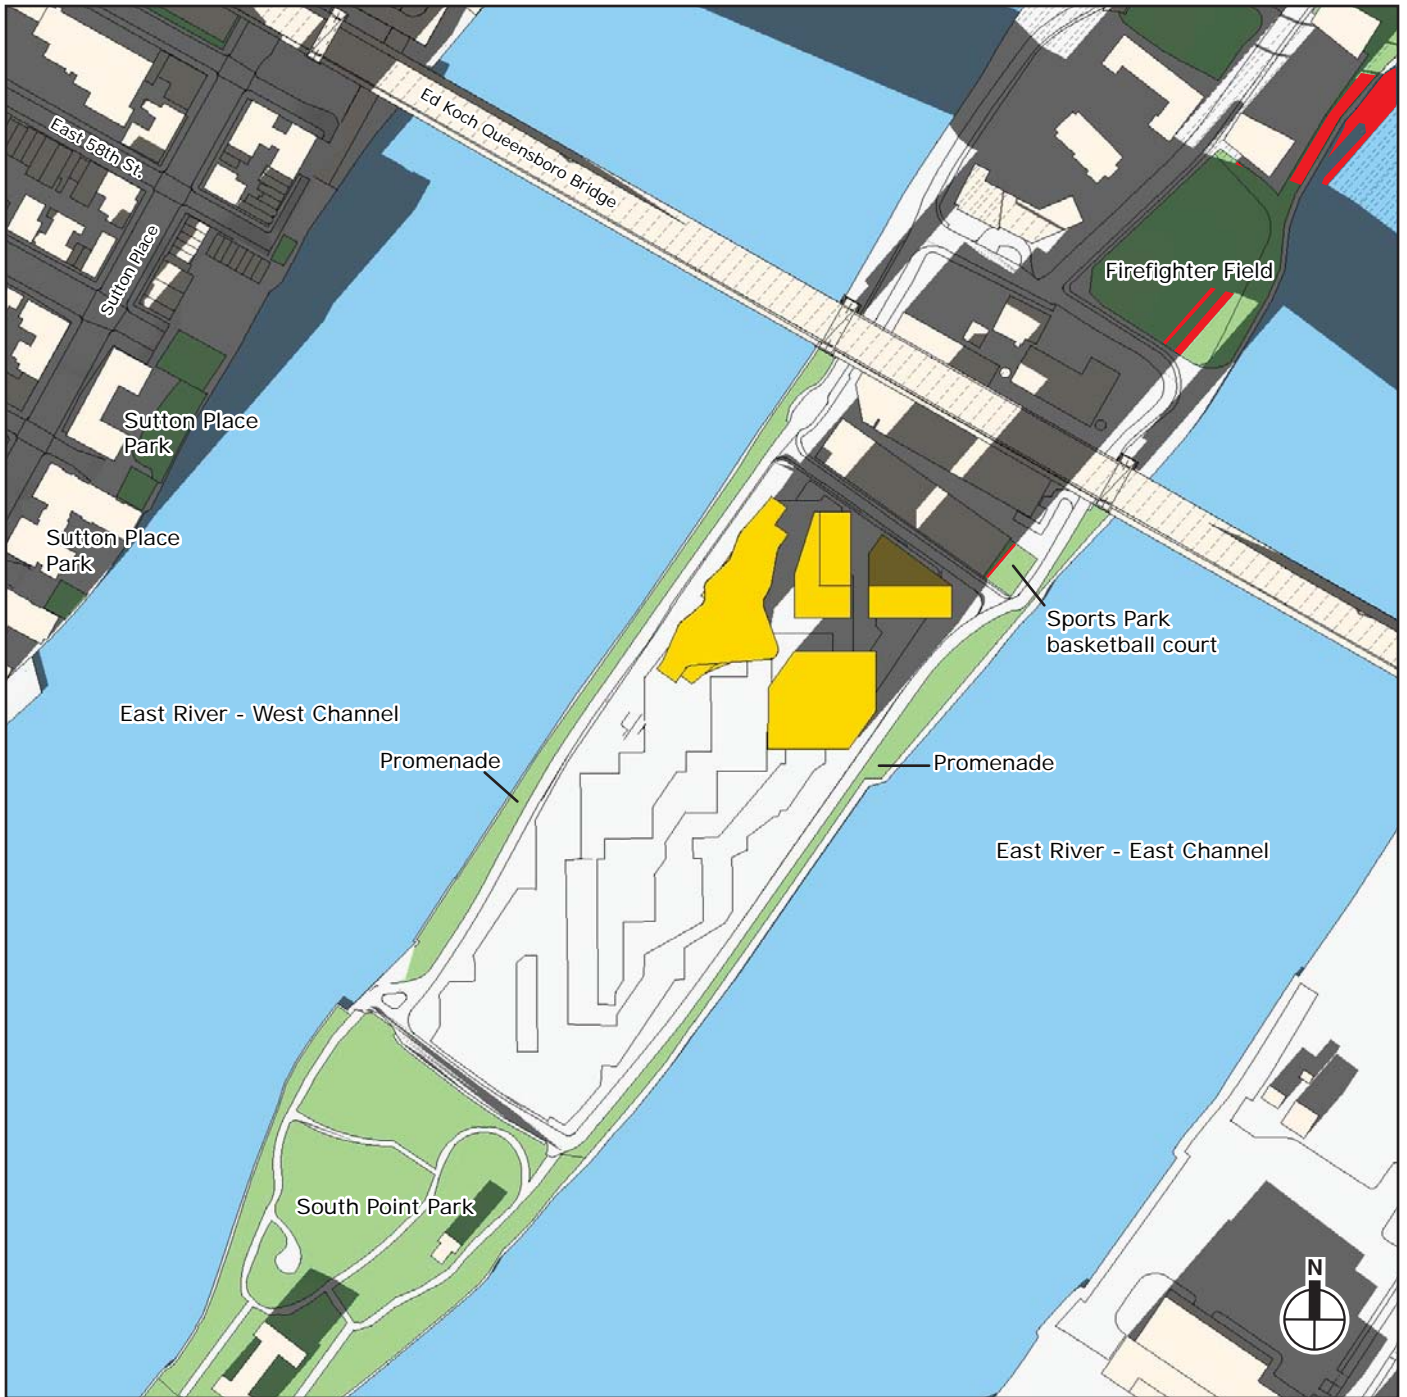 Ed Koch Queensboro Bridge
East 58th St.
Sutton Place
Firefighter Field
Sutton Place
Park
Sutton Place
Park
Sports Park
basketball court
East River - West Channel
Promenade
Promenade
East River - East Channel
South Point Park
N